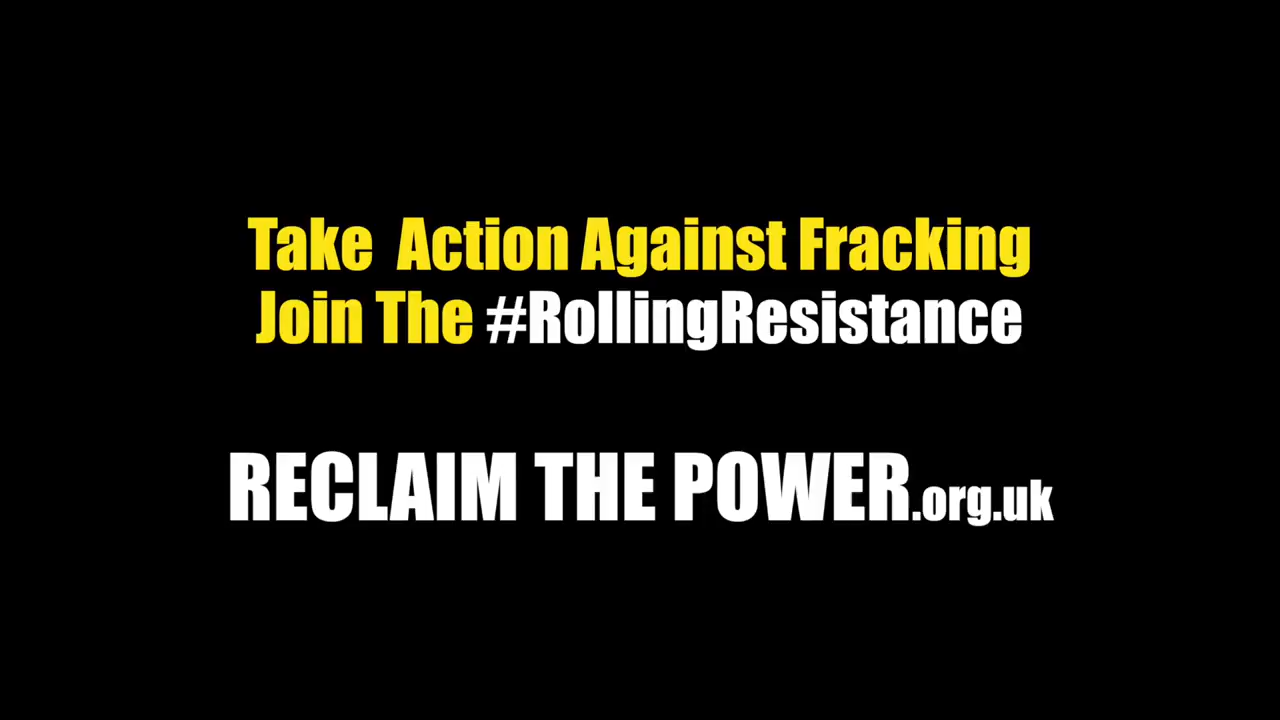 Take  Action Against Fracking
Join The #RollingResistance
RECLAIM THE POWER.org.uk